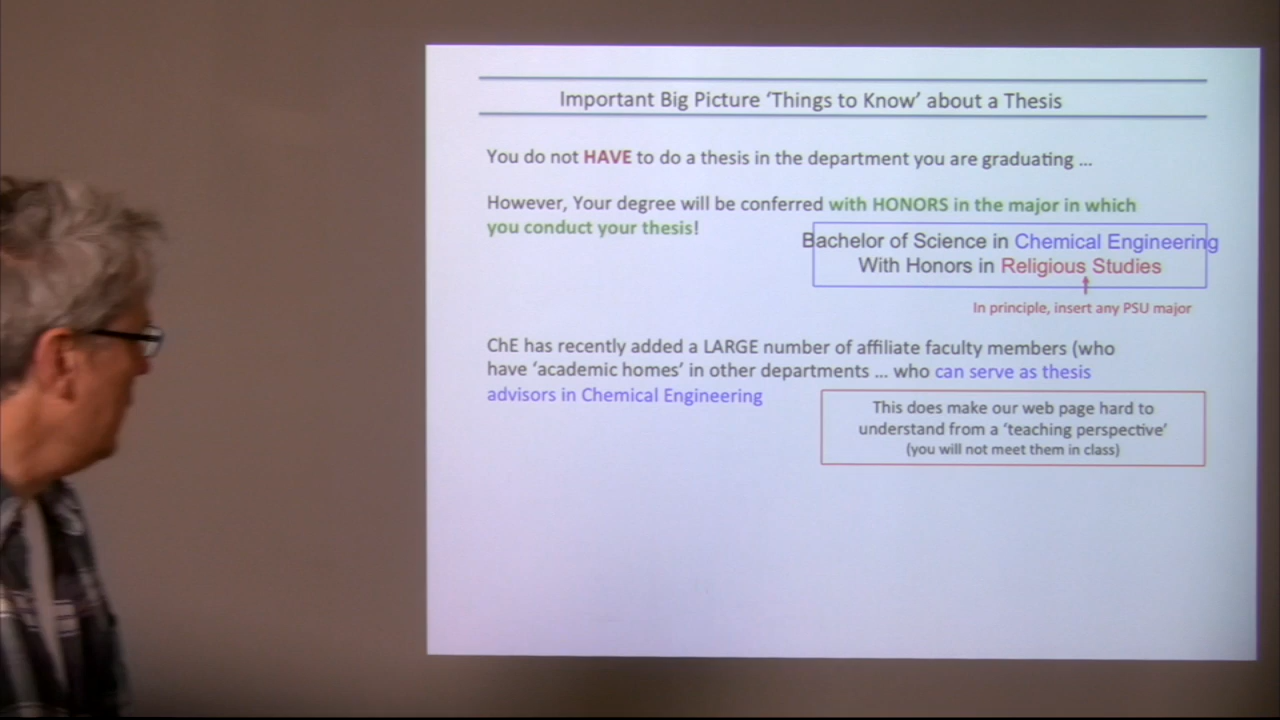 Important Big Picture ‘Things to Know’ about a Thesis
You do not HAVE to do a thesis in the department you are graduating ...
However, Your degree will be conferred with HONORS in the major in which
you conduct your thesis!
Bachelor of Science in Chemical Engineering
With Honors in Religious Studies
In principle, insert any PSU major
ChE has recently added a LARGE number of affiliate faculty members (who
have ‘academic homes’ in other departments ... who can serve as thesis
advisors in Chemical Engineering
This does make our web page hard to
understand from a ‘teaching perspective’
(you will not meet them in class)